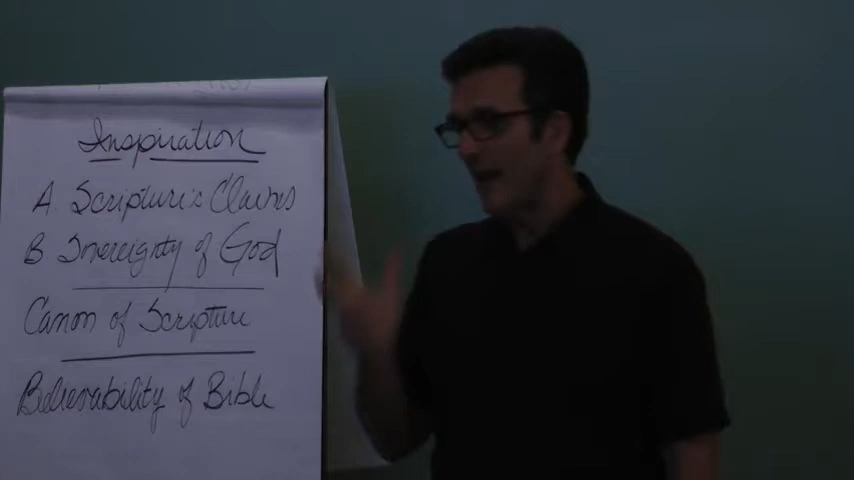 Inspiration
A. Scripture's Claims
B Sovereignty of God
Canon of Scripture
Believability of Bible